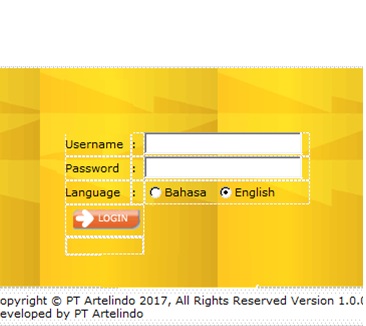 Username :
Password :
Language : Bahasa English
LOGIN
opyright © PT Artelindo 2017, All Rights Reserved Version 1.0.
eveloped by PT Artelindo